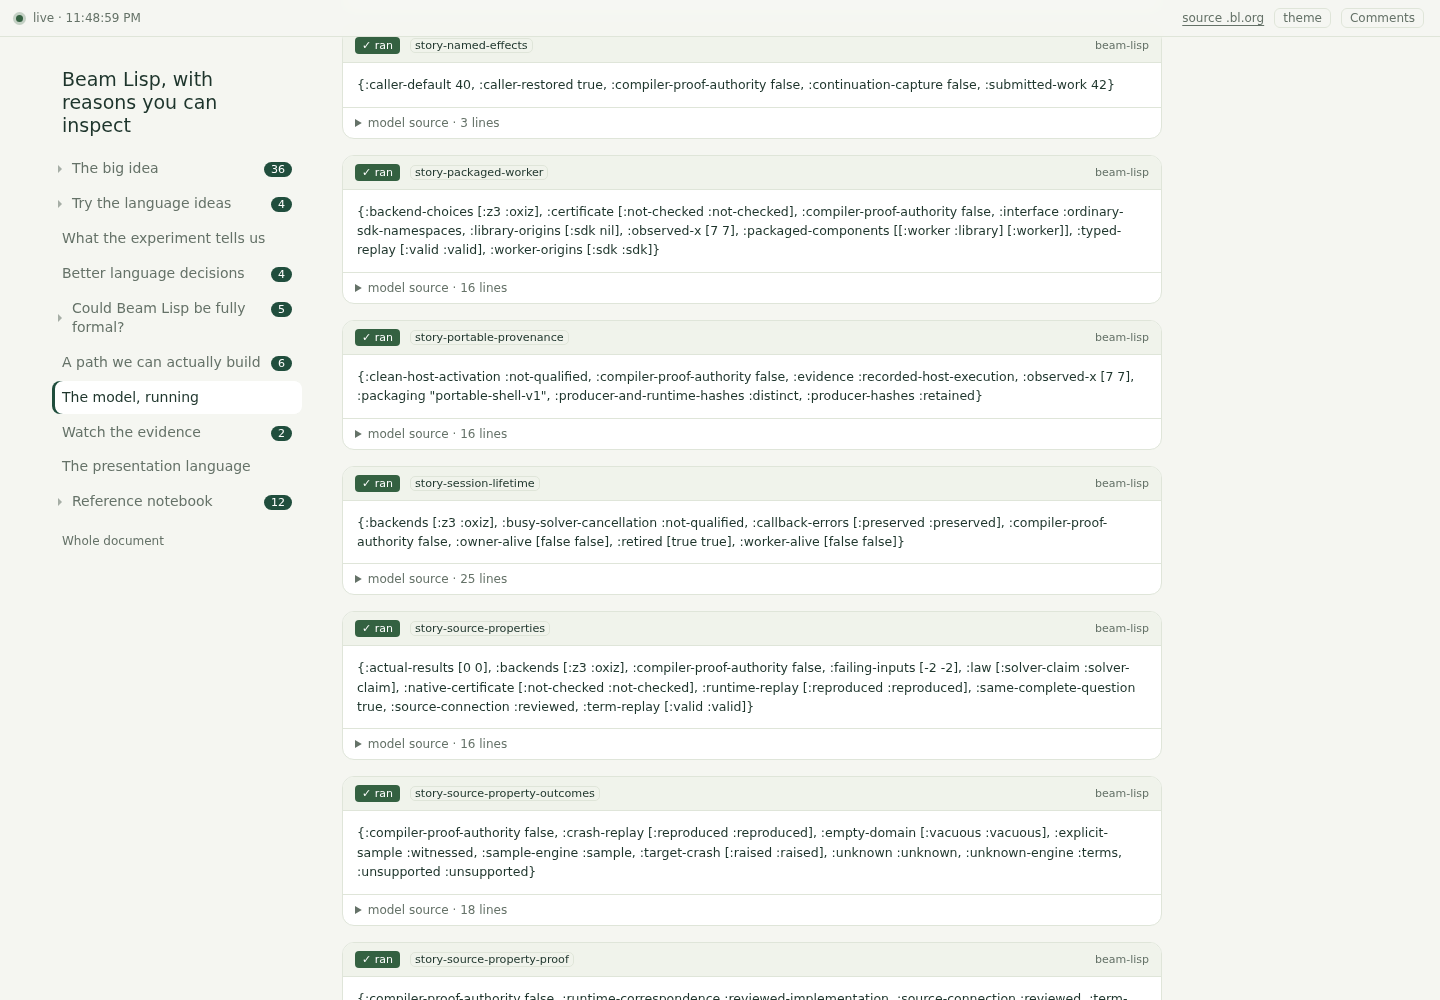 live · 11:48:59 PM
source .bl.org
theme
Comments
Beam Lisp, with
reasons you can
inspect
The big idea 36
Try the language ideas 4
What the experiment tells us
Better language decisions 4
Could Beam Lisp be fully 5
formal?
A path we can actually build 6
The model, running
Watch the evidence 2
The presentation language
Reference notebook 12
Whole document
✓ ran story-named-effects beam-lisp
{:caller-default 40, :caller-restored true, :compiler-proof-authority false, :continuation-capture false, :submitted-work 42}
model source · 3 lines
✓ ran story-packaged-worker beam-lisp
{:backend-choices [:z3 :oxiz], :certificate [:not-checked :not-checked], :compiler-proof-authority false, :interface :ordinary-
sdk-namespaces, :library-origins [:sdk nil], :observed-x [7 7], :packaged-components [[:worker :library] [:worker]], :typed-
replay [:valid :valid], :worker-origins [:sdk :sdk]}
model source · 16 lines
✓ ran story-portable-provenance beam-lisp
{:clean-host-activation :not-qualified, :compiler-proof-authority false, :evidence :recorded-host-execution, :observed-x [7 7],
:packaging "portable-shell-v1", :producer-and-runtime-hashes :distinct, :producer-hashes :retained}
model source · 16 lines
✓ ran story-session-lifetime beam-lisp
{:backends [:z3 :oxiz], :busy-solver-cancellation :not-qualified, :callback-errors [:preserved :preserved], :compiler-proof-
authority false, :owner-alive [false false], :retired [true true], :worker-alive [false false]}
model source · 25 lines
✓ ran story-source-properties beam-lisp
{:actual-results [0 0], :backends [:z3 :oxiz], :compiler-proof-authority false, :failing-inputs [-2 -2], :law [:solver-claim :solver-
claim], :native-certificate [:not-checked :not-checked], :runtime-replay [:reproduced :reproduced], :same-complete-question
true, :source-connection :reviewed, :term-replay [:valid :valid]}
model source · 16 lines
✓ ran story-source-property-outcomes beam-lisp
{:compiler-proof-authority false, :crash-replay [:reproduced :reproduced], :empty-domain [:vacuous :vacuous], :explicit-
sample :witnessed, :sample-engine :sample, :target-crash [:raised :raised], :unknown :unknown, :unknown-engine :terms,
:unsupported :unsupported}
model source · 18 lines
✓ ran story-source-property-proof beam-lisp
{:compiler-proof-authority false, :runtime-correspondence :reviewed-implementation, :source-connection :reviewed, :term-